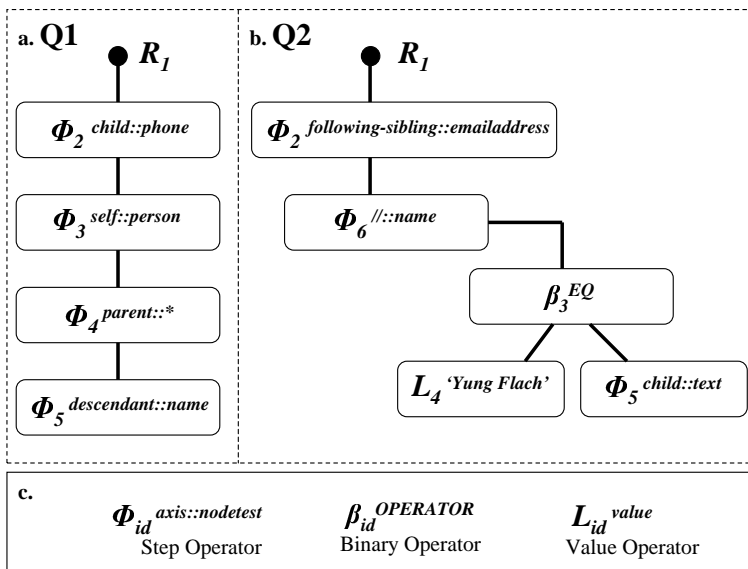 a. Q1
R1
Φ2 child::phone
Φ3 self::person
Φ4 parent::*
Φ5 descendant::name
b. Q2
R1
Φ2 following-sibling::emailaddress
Φ6 //::name
β3 EQ
L4 ‘Yung Flach’
Φ5 child::text
c.
Φid axis::nodetest
Step Operator
βid OPERATOR
Binary Operator
Lid value
Value Operator